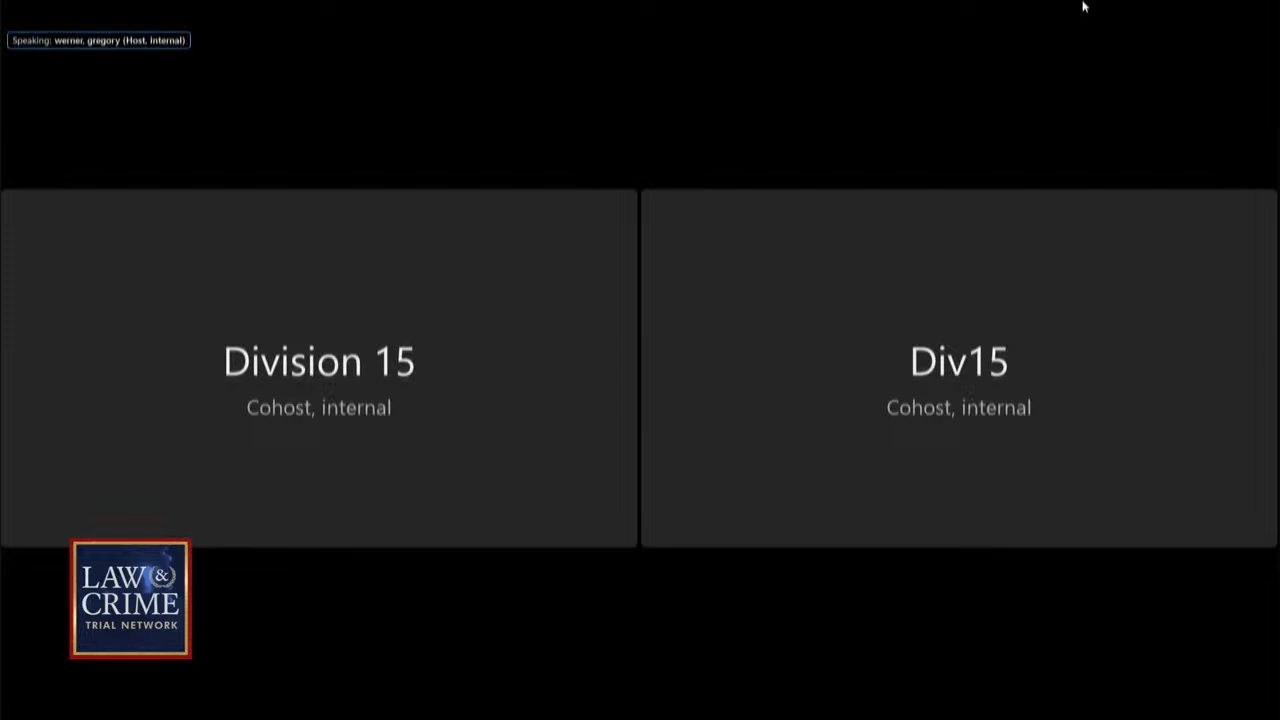 Speaking: werner, gregory (Host, internal)
Division 15
Cohost, internal
Div15
Cohost, internal
LAW &
CRIME
TRIAL NETWORK